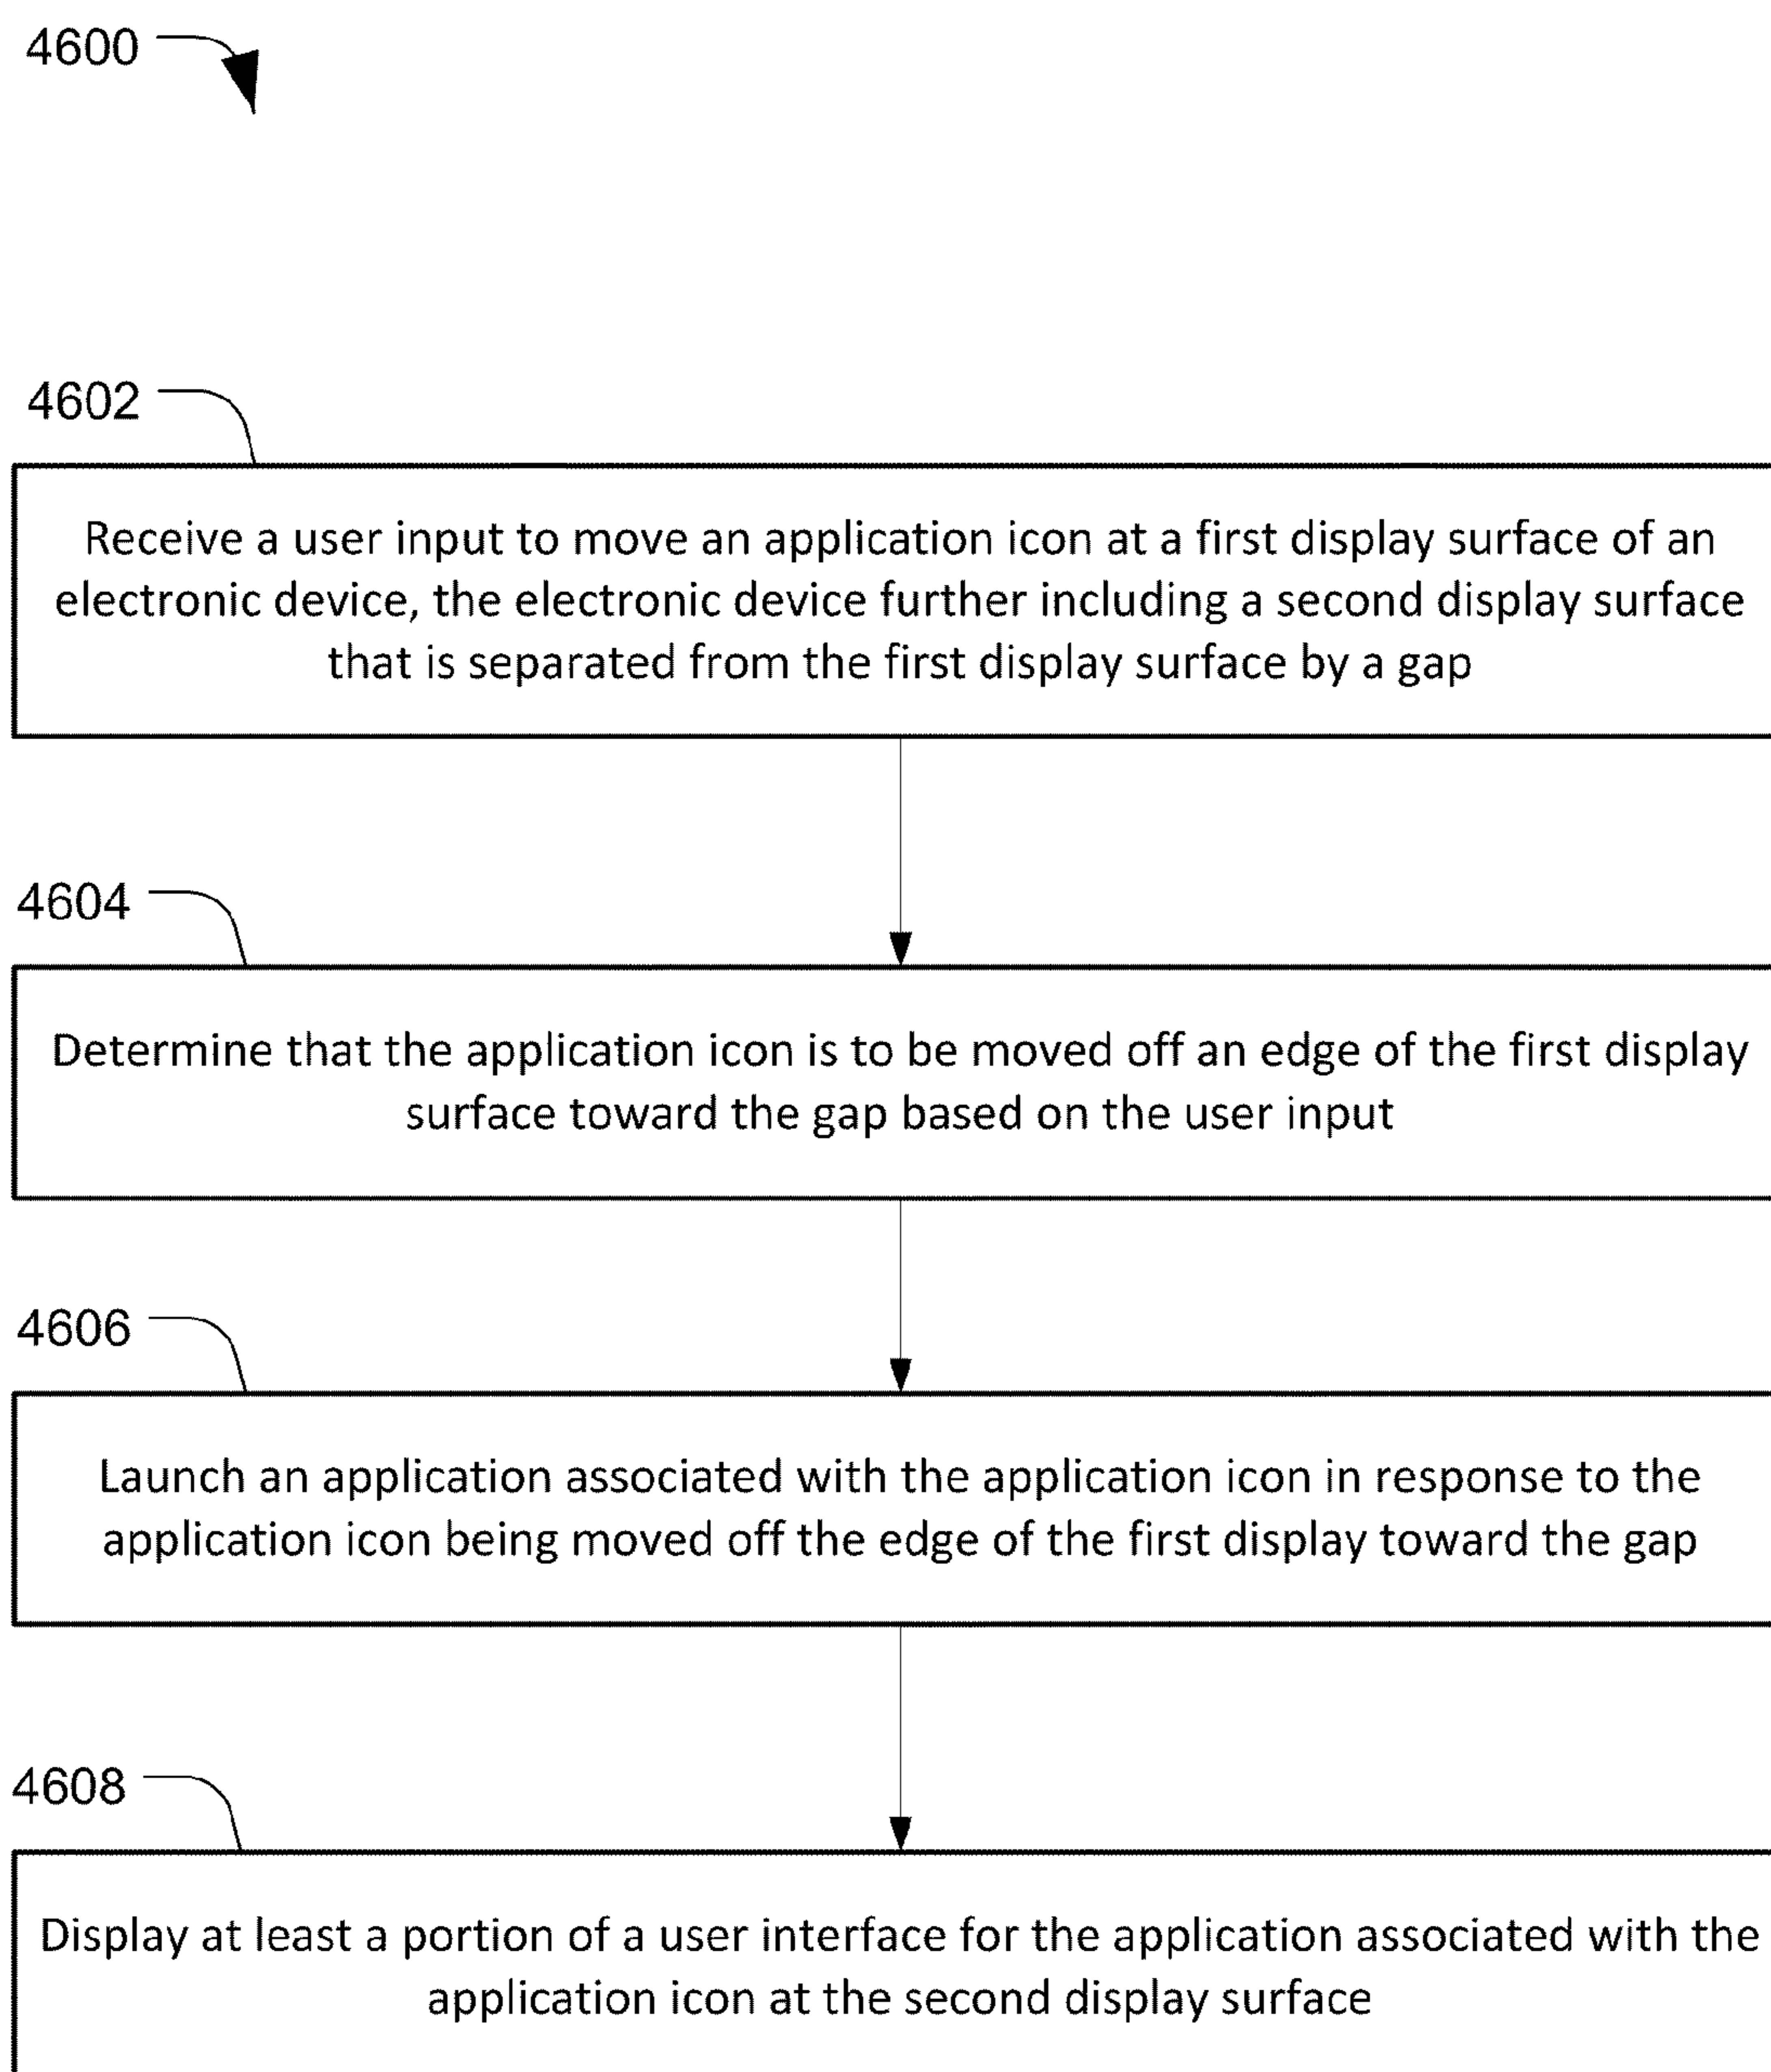 4600
4602
Receive a user input to move an application icon at a first display surface of an
electronic device, the electronic device further including a second display surface
that is separated from the first display surface by a gap
4604
Determine that the application icon is to be moved off an edge of the first display
surface toward the gap based on the user input
4606
Launch an application associated with the application icon in response to the
application icon being moved off the edge of the first display toward the gap
4608
Display at least a portion of a user interface for the application associated with the
application icon at the second display surface